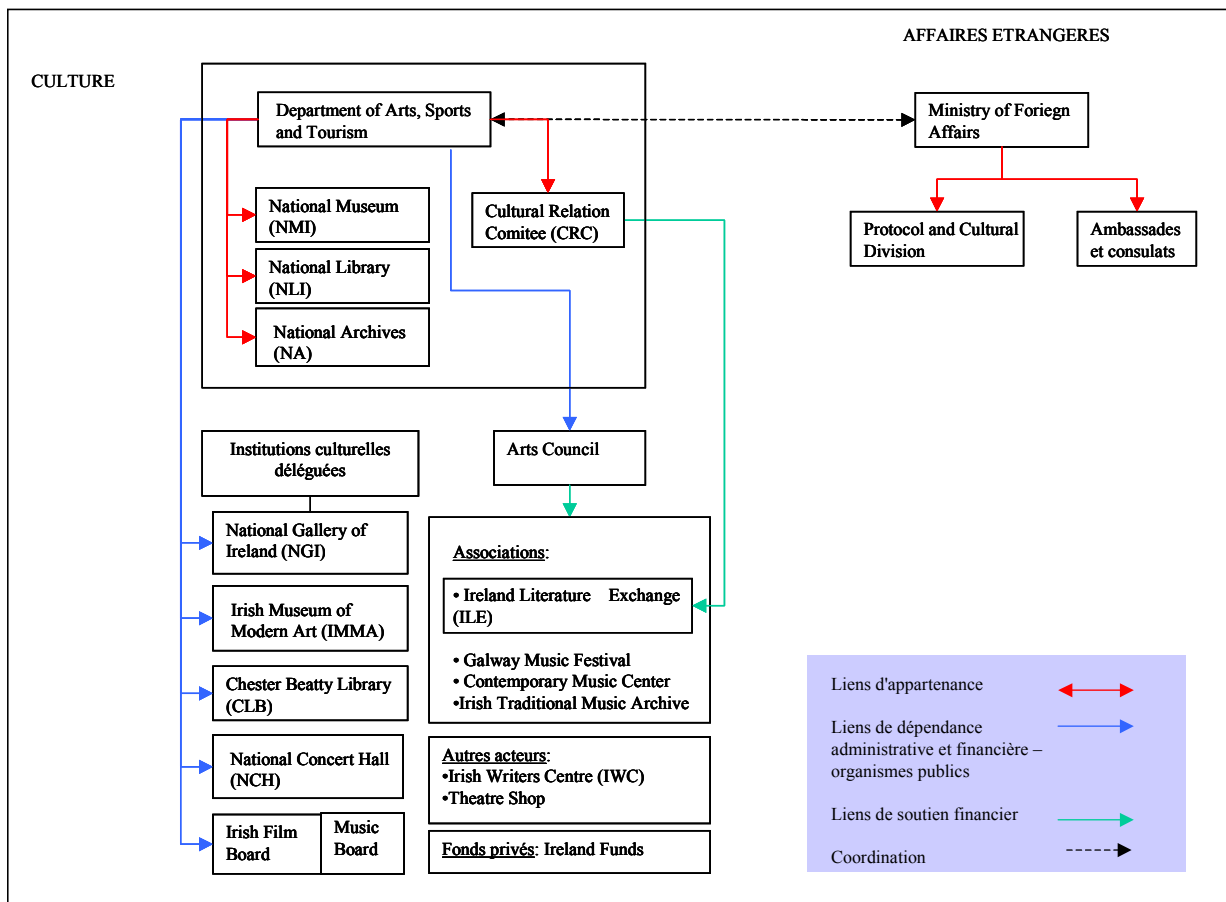 AFFAIRES ETRANGERES
CULTURE
Department of Arts, Sports
and Tourism
Ministry of Foriegn
Affairs
National Museum
(NMI)
Cultural Relation
Comitee (CRC)
Protocol and Cultural
Division
Ambassades
et consulats
National Library
(NLI)
National Archives
(NA)
Institutions culturelles
déléguées
Arts Council
National Gallery of
Ireland (NGI)
Irish Museum of
Modern Art (IMMA)
Chester Beatty Library
(CLB)
National Concert Hall
(NCH)
Irish Film
Board
Music
Board
Associations:
• Ireland Literature Exchange
(ILE)
• Galway Music Festival
• Contemporary Music Center
•Irish Traditional Music Archive
Autres acteurs:
•Irish Writers Centre (IWC)
•Theatre Shop
Fonds privés: Ireland Funds
Liens d'appartenance
Liens de dépendance
administrative et financière –
organismes publics
Liens de soutien financier
Coordination